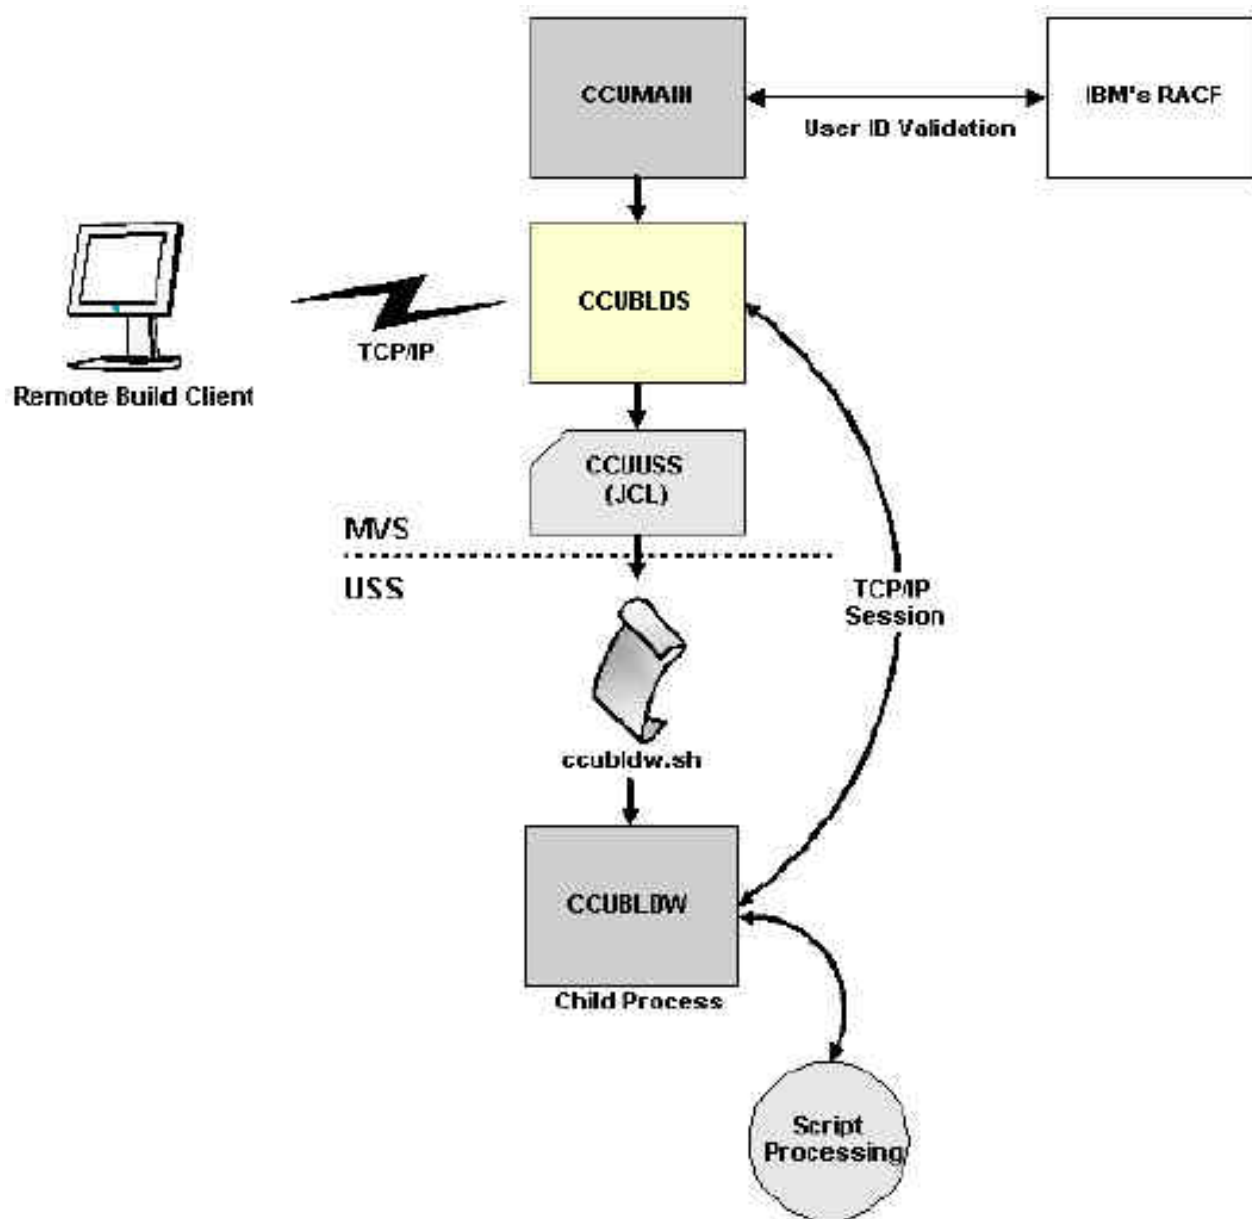 CCUMAIN
IBM's RACF
User ID Validation
CCUBLDS
TCP/IP
Remote Build Client
CCUUSS
(JCL)
MVS
USS
TCP/IP
Session
ccubldw.sh
CCUBLDW
Child Process
Script
Processing